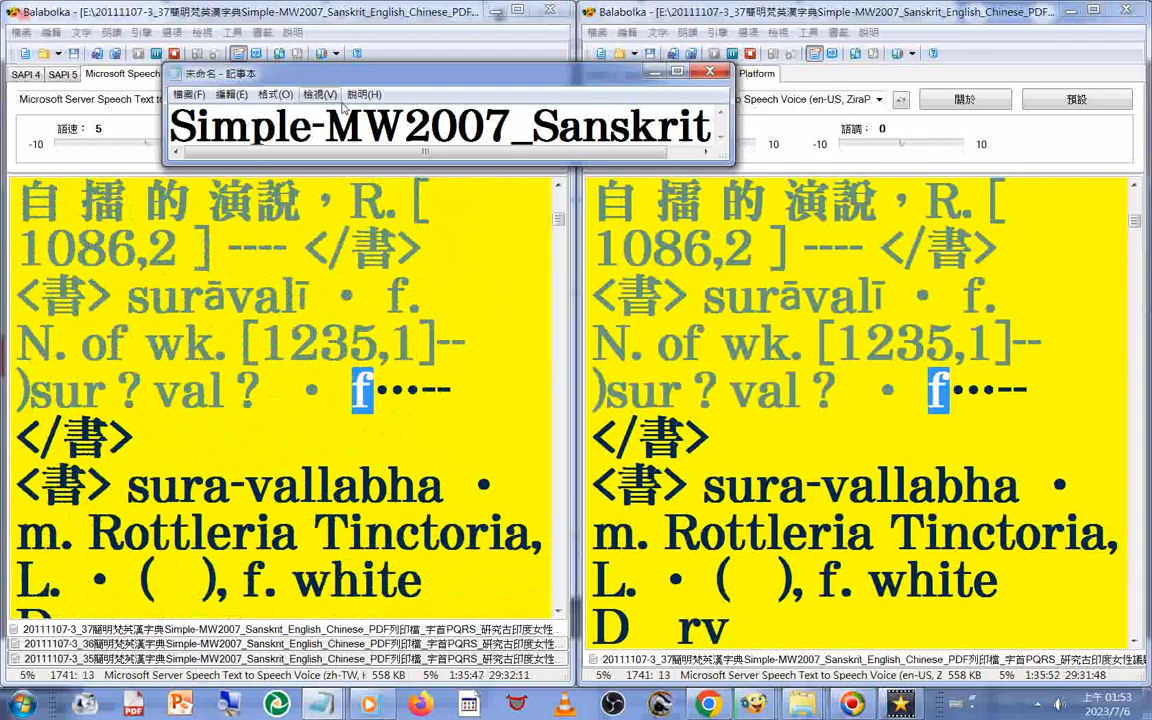 Balabolka - [E:\20111107-3_37簡明梵英漢字典Simple-MW2007_Sanskrit_English_Chinese_PDF...
檔案 編輯 文字 朗讀 引擎 選項 檢視 工具 書籤 說明
SAPI 4 SAPI 5 Microsoft Speech
Microsoft Server Speech Text to
語速： 5
-10
自 擂 的 演說，R. [
1086,2 ] ---- </書>
<書> surāvalī • f.
N. of wk. [1235,1]--
)sur ? val ? • f•••--
</書>
<書> sura-vallabha •
m. Rottleria Tinctoria,
L. • ( ), f. white
20111107-3_37簡明梵英漢字典Simple-MW2007_Sanskrit_English_Chinese_PDF列印檔_字首PQRS_研究古印度女性...
20111107-3_36簡明梵英漢字典Simple-MW2007_Sanskrit_English_Chinese_PDF列印檔_字首PQRS_研究古印度女性...
20111107-3_35簡明梵英漢字典Simple-MW2007_Sanskrit_English_Chinese_PDF列印檔_字首PQRS_研究古印度女性...
5% 1741: 13 Microsoft Server Speech Text to Speech Voice (zh-TW, H 558 KB 5% 1:35:47 29:32:11
未命名 - 記事本
檔案(F) 編輯(E) 格式(O) 檢視(V) 說明(H)
Simple-MW2007_Sanskrit
Balabolka - [E:\20111107-3_37簡明梵英漢字典Simple-MW2007_Sanskrit_English_Chinese_PDF...
檔案 編輯 文字 朗讀 引擎 選項 檢視 工具 書籤 說明
Platform
Speech Voice (en-US, ZiraP
關於
預設
10
語調： 0
-10 10
自 擂 的 演說，R. [
1086,2 ] ---- </書>
<書> surāvalī • f.
N. of wk. [1235,1]--
)sur ? val ? • f•••--
</書>
<書> sura-vallabha •
m. Rottleria Tinctoria,
L. • ( ), f. white
D rv
20111107-3_37簡明梵英漢字典Simple-MW2007_Sanskrit_English_Chinese_PDF列印檔_字首PQRS_研究古印度女性議
5% 1741: 13 Microsoft Server Speech Text to Speech Voice (en-US, Z 558 KB 5% 1:35:52 29:31:48
上午 01:53
2023/7/6